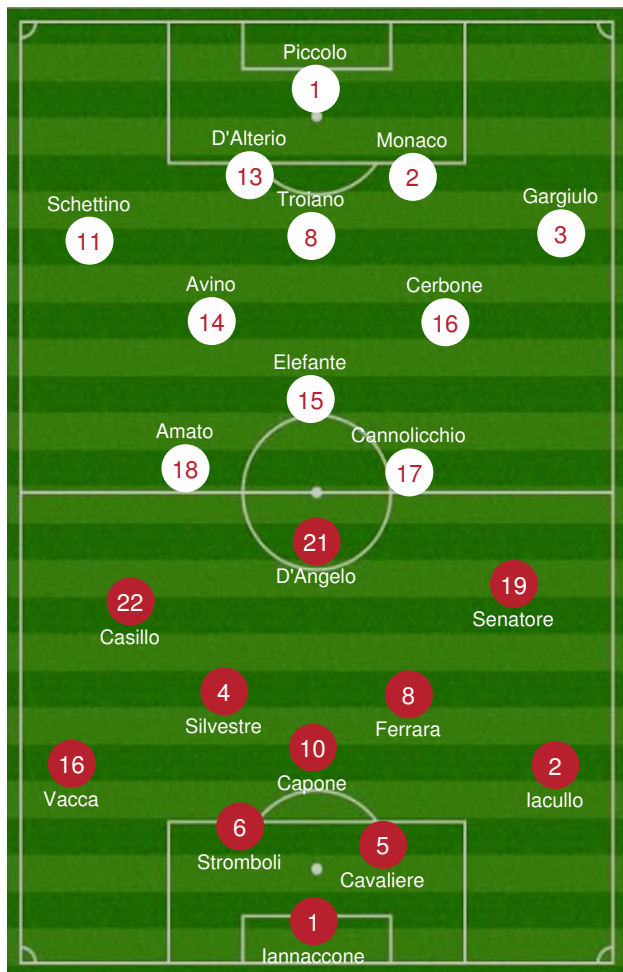 Piccolo
1
D'Alterio
13
Monaco
2
Schettino
11
Troiano
8
Gargiulo
3
Avino
14
Cerbone
16
Elefante
15
Amato
18
Cannolicchio
17
21
D'Angelo
22
Casillo
19
Senatore
4
Silvestre
8
Ferrara
16
Vacca
10
Capone
2
Iacullo
6
Stromboli
5
Cavaliere
1
Iannaccone